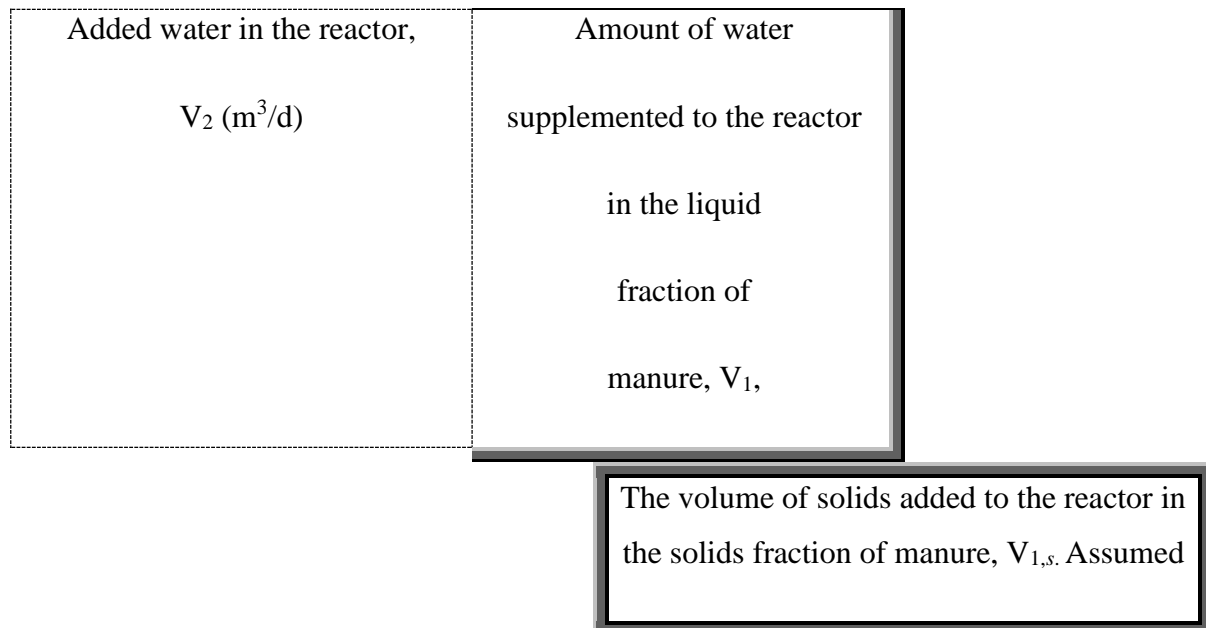 Added water in the reactor,
V₂ (m³/d)
Amount of water
supplemented to the reactor
in the liquid
fraction of
manure, V₁,
The volume of solids added to the reactor in
the solids fraction of manure, V₁,ₛ. Assumed